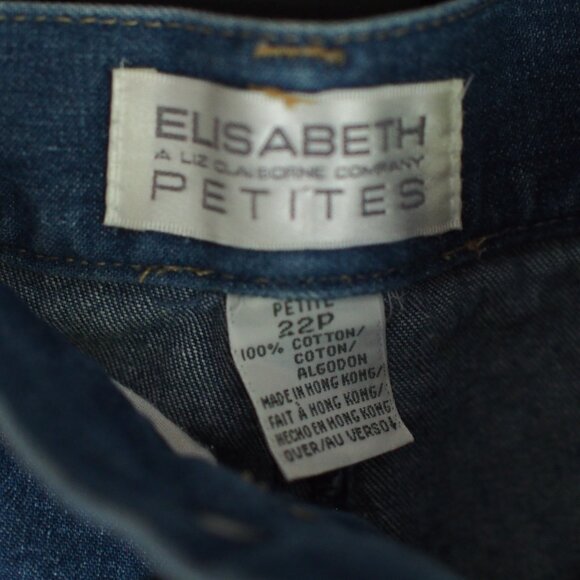 ELISABETH
A LIZ CLAIBORNE COMPANY
PETITES
PETITE
22P
100% COTTON/
COTON/
ALGODON
MADE IN HONG KONG/
FAIT À HONG KONG/
HECHO EN HONG KONG
OVER/AU VERSO↓